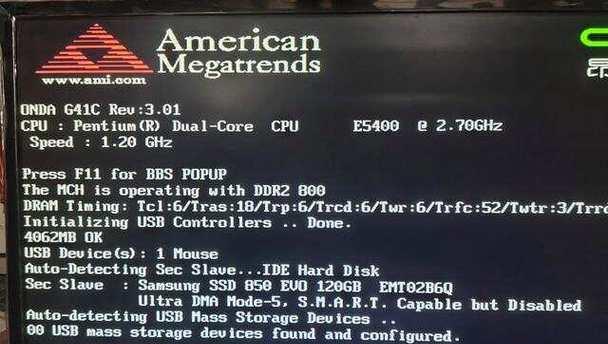 American
Megatrends
www.ami.com
昂
ONDA G41C Rev:3.01
CPU : Pentium(R) Dual-Core CPU E5400 @ 2.70GHz
Speed : 1.20 GHz
Press F11 for BBS POPUP
The MCH is operating with DDR2 800
DRAM Timing: Tcl:6/Tras:18/Trp:6/Trcd:6/Twr:6/Trfc:52/Twtr:3/Trrd
Initializing USB Controllers .. Done.
4062MB OK
USB Device(s): 1 Mouse
Auto-Detecting Sec Slave...IDE Hard Disk
Sec Slave : Samsung SSD 850 EVO 120GB EMT02B6Q
Ultra DMA Mode-5, S.M.A.R.T. Capable but Disabled
Auto-detecting USB Mass Storage Devices ..
00 USB mass storage devices found and configured.